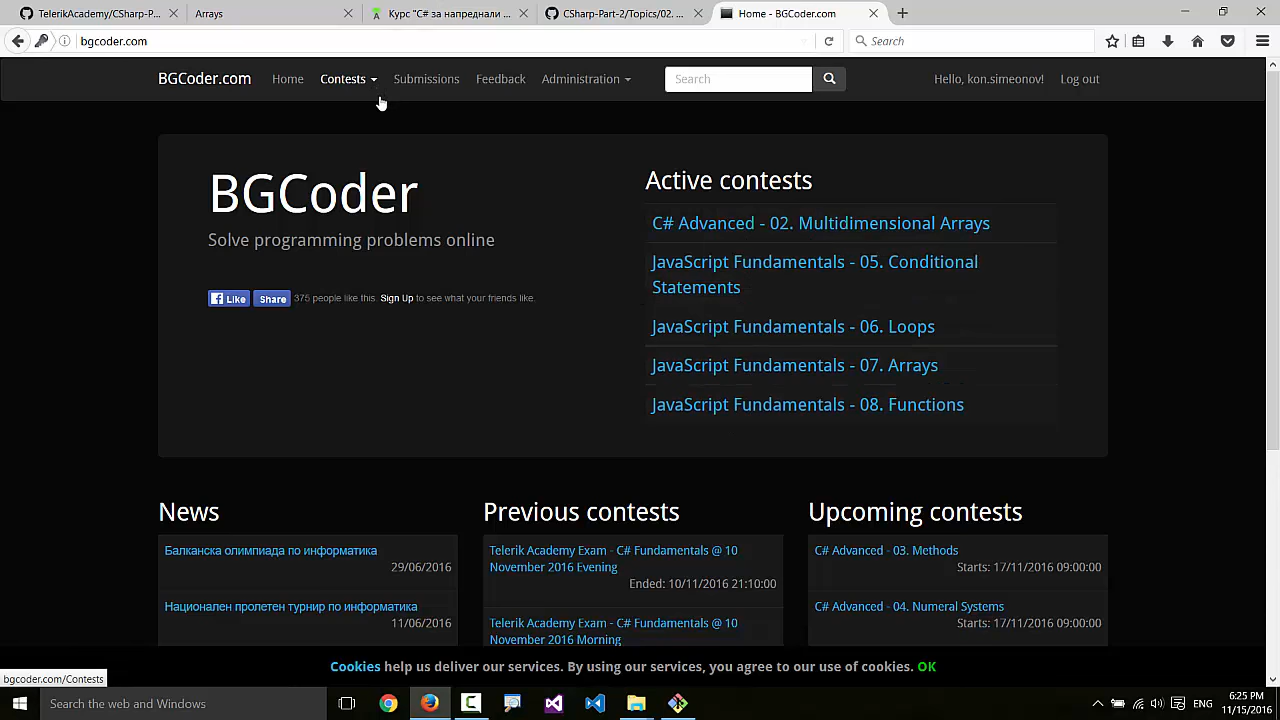 TelerikAcademy/CSharp-P...
Arrays
Курс "C# за напреднали ...
CSharp-Part-2/Topics/02. ...
Home - BGCoder.com
bgcoder.com
Search
BGCoder.com
Home
Contests
Submissions
Feedback
Administration
Search
Hello, kon.simeonov!
Log out
BGCoder
Solve programming problems online
Like
Share
375 people like this. Sign Up to see what your friends like.
Active contests
C# Advanced - 02. Multidimensional Arrays
JavaScript Fundamentals - 05. Conditional
Statements
JavaScript Fundamentals - 06. Loops
JavaScript Fundamentals - 07. Arrays
JavaScript Fundamentals - 08. Functions
News
Балканска олимпиада по информатика
29/06/2016
Национален пролетен турнир по информатика
11/06/2016
Previous contests
Telerik Academy Exam - C# Fundamentals @ 10
November 2016 Evening
Ended: 10/11/2016 21:10:00
Telerik Academy Exam - C# Fundamentals @ 10
November 2016 Morning
Upcoming contests
C# Advanced - 03. Methods
Starts: 17/11/2016 09:00:00
C# Advanced - 04. Numeral Systems
Starts: 17/11/2016 09:00:00
Cookies help us deliver our services. By using our services, you agree to our use of cookies. OK
bgcoder.com/Contests
Search the web and Windows
ENG
6:25 PM
11/15/2016